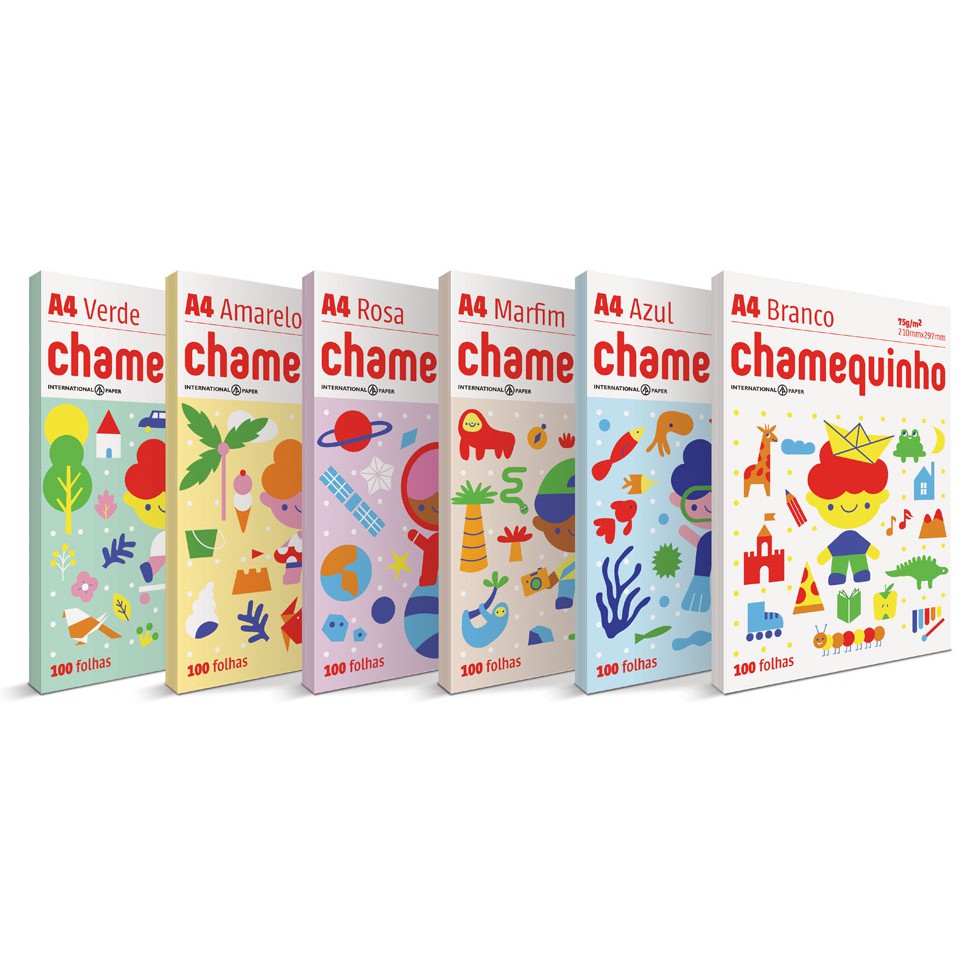 A4 Verde
chame
INTERNATIONAL PAPER
100 folhas
A4 Amarelo
chame
INTERNATIONAL PAPER
100 folhas
A4 Rosa
chame
INTERNATIONAL PAPER
A4 Marfim
chame
INTERNATIONAL PAPER
100 folhas
100 folhas
A4 Azul
chame
INTERNATIONAL PAPER
100 folhas
A4 Branco
75g/m²
210mmx297mm
chamequinho
INTERNATIONAL PAPER
100 folhas